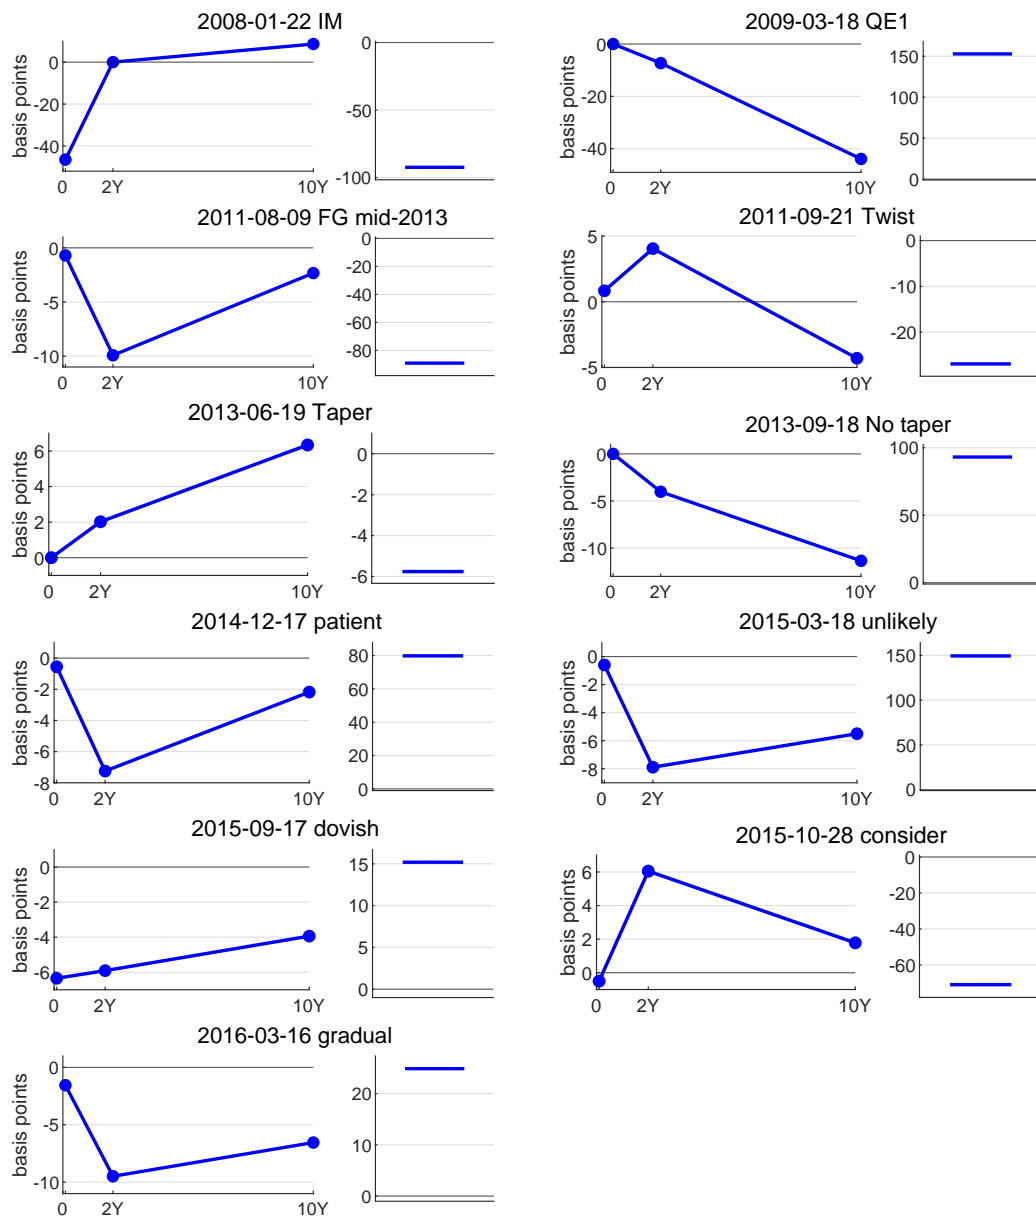 2008-01-22 IM
basis points
0
-20
-40
0
2Y
10Y
0
-50
-100
2009-03-18 QE1
basis points
0
-20
-40
0
2Y
10Y
150
100
50
0
2011-08-09 FG mid-2013
basis points
0
-5
-10
0
2Y
10Y
0
-20
-40
-60
-80
2011-09-21 Twist
basis points
5
0
-5
0
2Y
10Y
0
-10
-20
2013-06-19 Taper
basis points
6
4
2
0
0
2Y
10Y
0
-2
-4
-6
2013-09-18 No taper
basis points
0
-5
-10
0
2Y
10Y
100
50
0
2014-12-17 patient
basis points
0
-2
-4
-6
-8
0
2Y
10Y
80
60
40
20
0
2015-03-18 unlikely
basis points
0
-2
-4
-6
-8
0
2Y
10Y
150
100
50
0
2015-09-17 dovish
basis points
0
-2
-4
-6
0
2Y
10Y
15
10
5
0
2015-10-28 consider
basis points
6
4
2
0
0
2Y
10Y
0
-20
-40
-60
2016-03-16 gradual
basis points
0
-5
-10
0
2Y
10Y
20
10
0